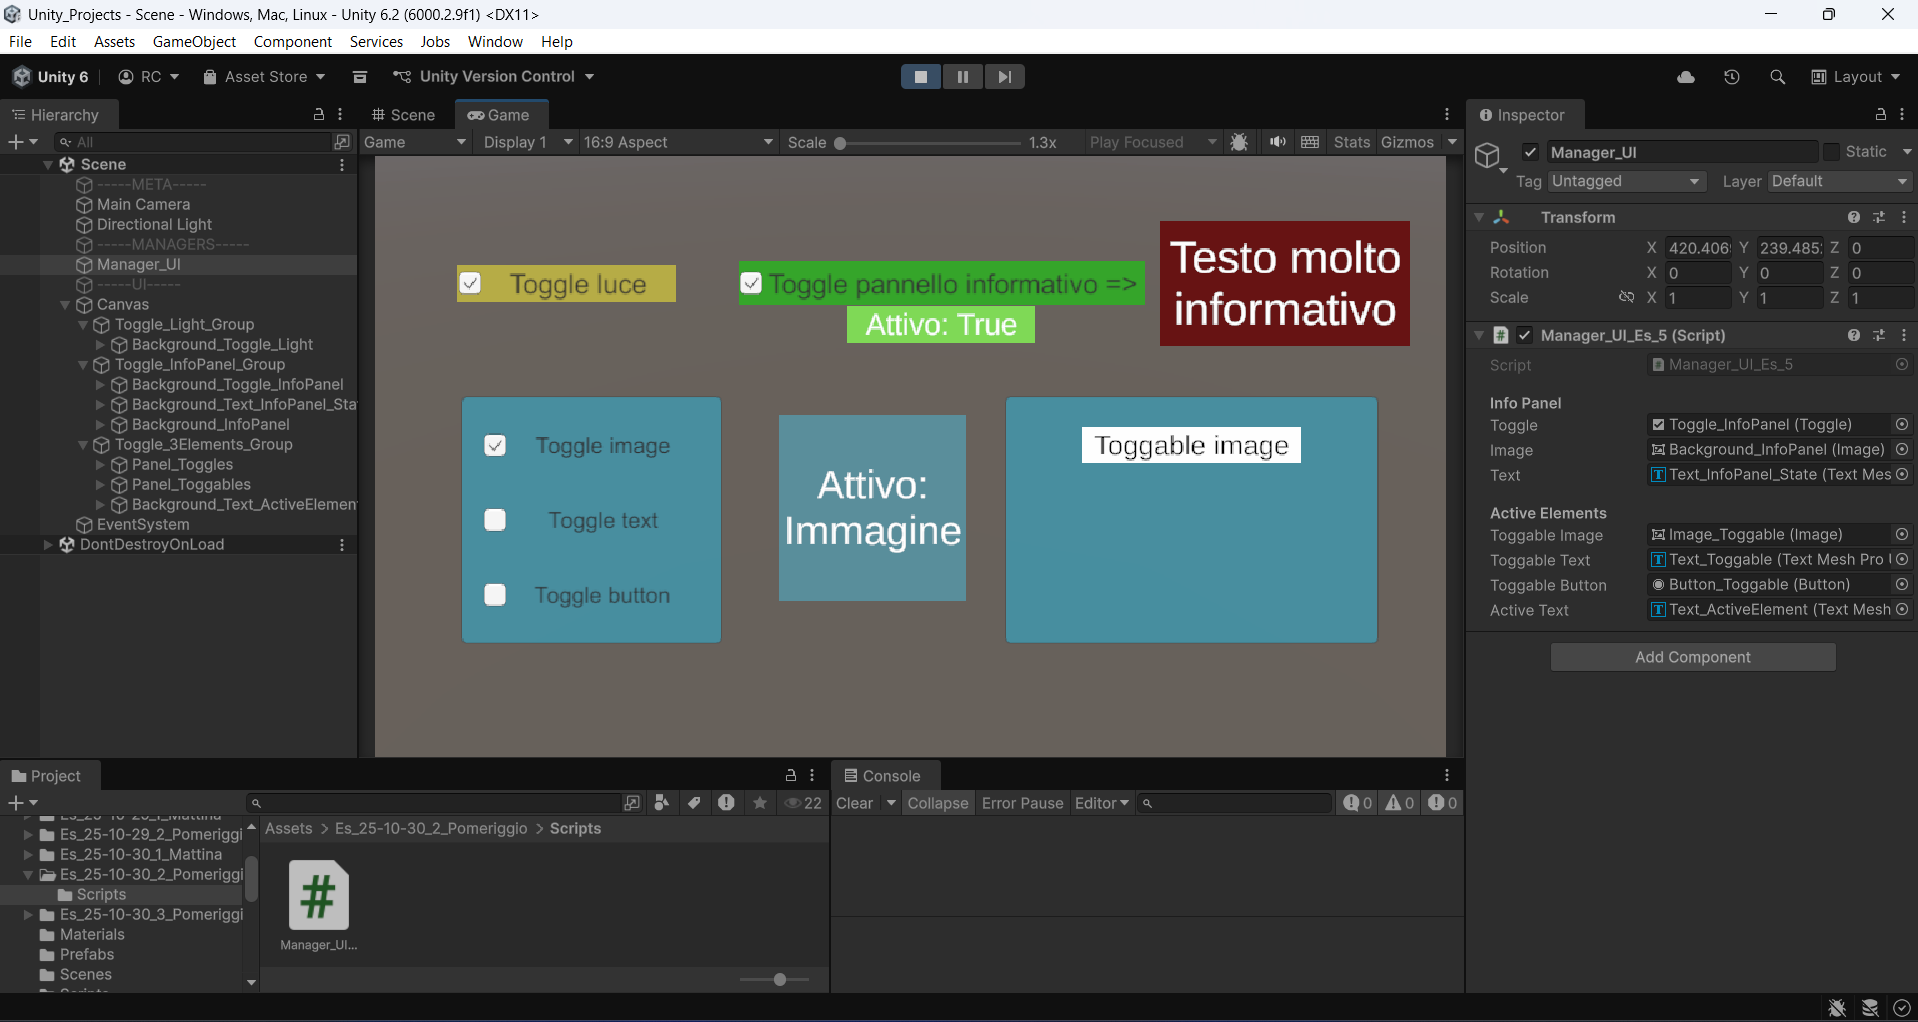 Unity_Projects - Scene - Windows, Mac, Linux - Unity 6.2 (6000.2.9f1) <DX11>
File Edit Assets GameObject Component Services Jobs Window Help
Unity 6 RC Asset Store Unity Version Control Layout
Hierarchy
All
Scene
-----META-----
Main Camera
Directional Light
-----MANAGERS-----
Manager_UI
-----UI-----
Canvas
Toggle_Light_Group
Background_Toggle_Light
Toggle_InfoPanel_Group
Background_Toggle_InfoPanel
Background_Text_InfoPanel_Sta
Background_InfoPanel
Toggle_3Elements_Group
Panel_Toggles
Panel_Toggables
Background_Text_ActiveElemen
EventSystem
DontDestroyOnLoad
Scene Game
Game Display 1 16:9 Aspect Scale 1.3x Play Focused Stats Gizmos
Toggle luce
Toggle pannello informativo =>
Attivo: True
Testo molto
informativo
Toggle image
Toggle text
Toggle button
Attivo:
Immagine
Toggable image
Inspector
Manager_UI Static
Tag Untagged Layer Default
Transform
Position X 420.406 Y 239.485 Z 0
Rotation X 0 Y 0 Z 0
Scale X 1 Y 1 Z 1
Manager_UI_Es_5 (Script)
Script Manager_UI_Es_5
Info Panel
Toggle Toggle_InfoPanel (Toggle)
Image Background_InfoPanel (Image)
Text Text_InfoPanel_State (Text Mes
Active Elements
Toggable Image Image_Toggable (Image)
Toggable Text Text_Toggable (Text Mesh Pro
Toggable Button Button_Toggable (Button)
Active Text Text_ActiveElement (Text Mesh
Add Component
Project
22
Es_25-10-29_2_Pomeriggi
Es_25-10-30_1_Mattina
Es_25-10-30_2_Pomeriggi
Scripts
Es_25-10-30_3_Pomeriggi
Materials
Prefabs
Scenes
Assets > Es_25-10-30_2_Pomeriggio > Scripts
#
Manager_UI...
Console
Clear Collapse Error Pause Editor 0 0 0